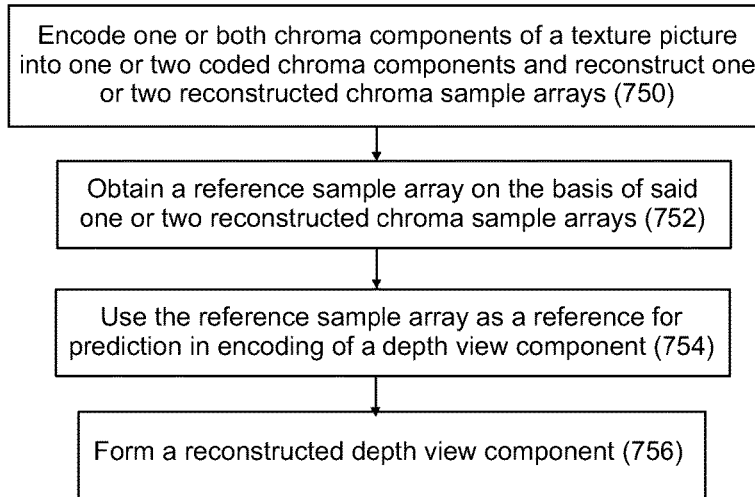 Encode one or both chroma components of a texture picture
into one or two coded chroma components and reconstruct one
or two reconstructed chroma sample arrays (750)
Obtain a reference sample array on the basis of said
one or two reconstructed chroma sample arrays (752)
Use the reference sample array as a reference for
prediction in encoding of a depth view component (754)
Form a reconstructed depth view component (756)